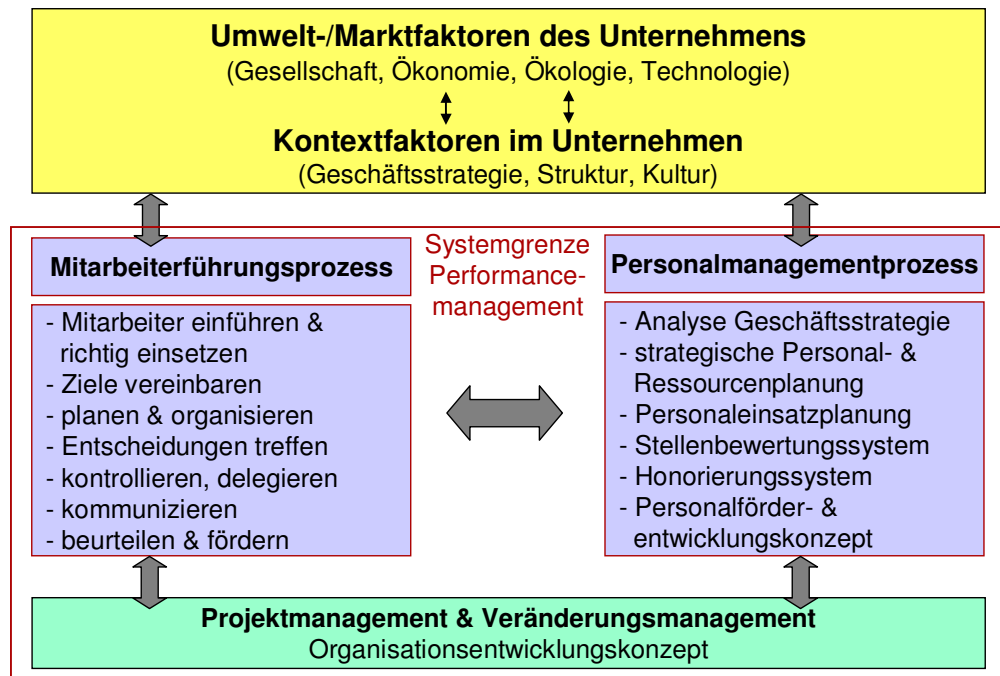 Umwelt-/Marktfaktoren des Unternehmens
(Gesellschaft, Ökonomie, Ökologie, Technologie)
Kontextfaktoren im Unternehmen
(Geschäftsstrategie, Struktur, Kultur)
Systemgrenze
Performance-
management
Mitarbeiterführungsprozess
- Mitarbeiter einführen &
richtig einsetzen
- Ziele vereinbaren
- planen & organisieren
- Entscheidungen treffen
- kontrollieren, delegieren
- kommunizieren
- beurteilen & fördern
Personalmanagementprozess
- Analyse Geschäftsstrategie
- strategische Personal- &
Ressourcenplanung
- Personaleinsatzplanung
- Stellenbewertungssystem
- Honorierungssystem
- Personalförder- &
entwicklungskonzept
Projektmanagement & Veränderungsmanagement
Organisationsentwicklungskonzept